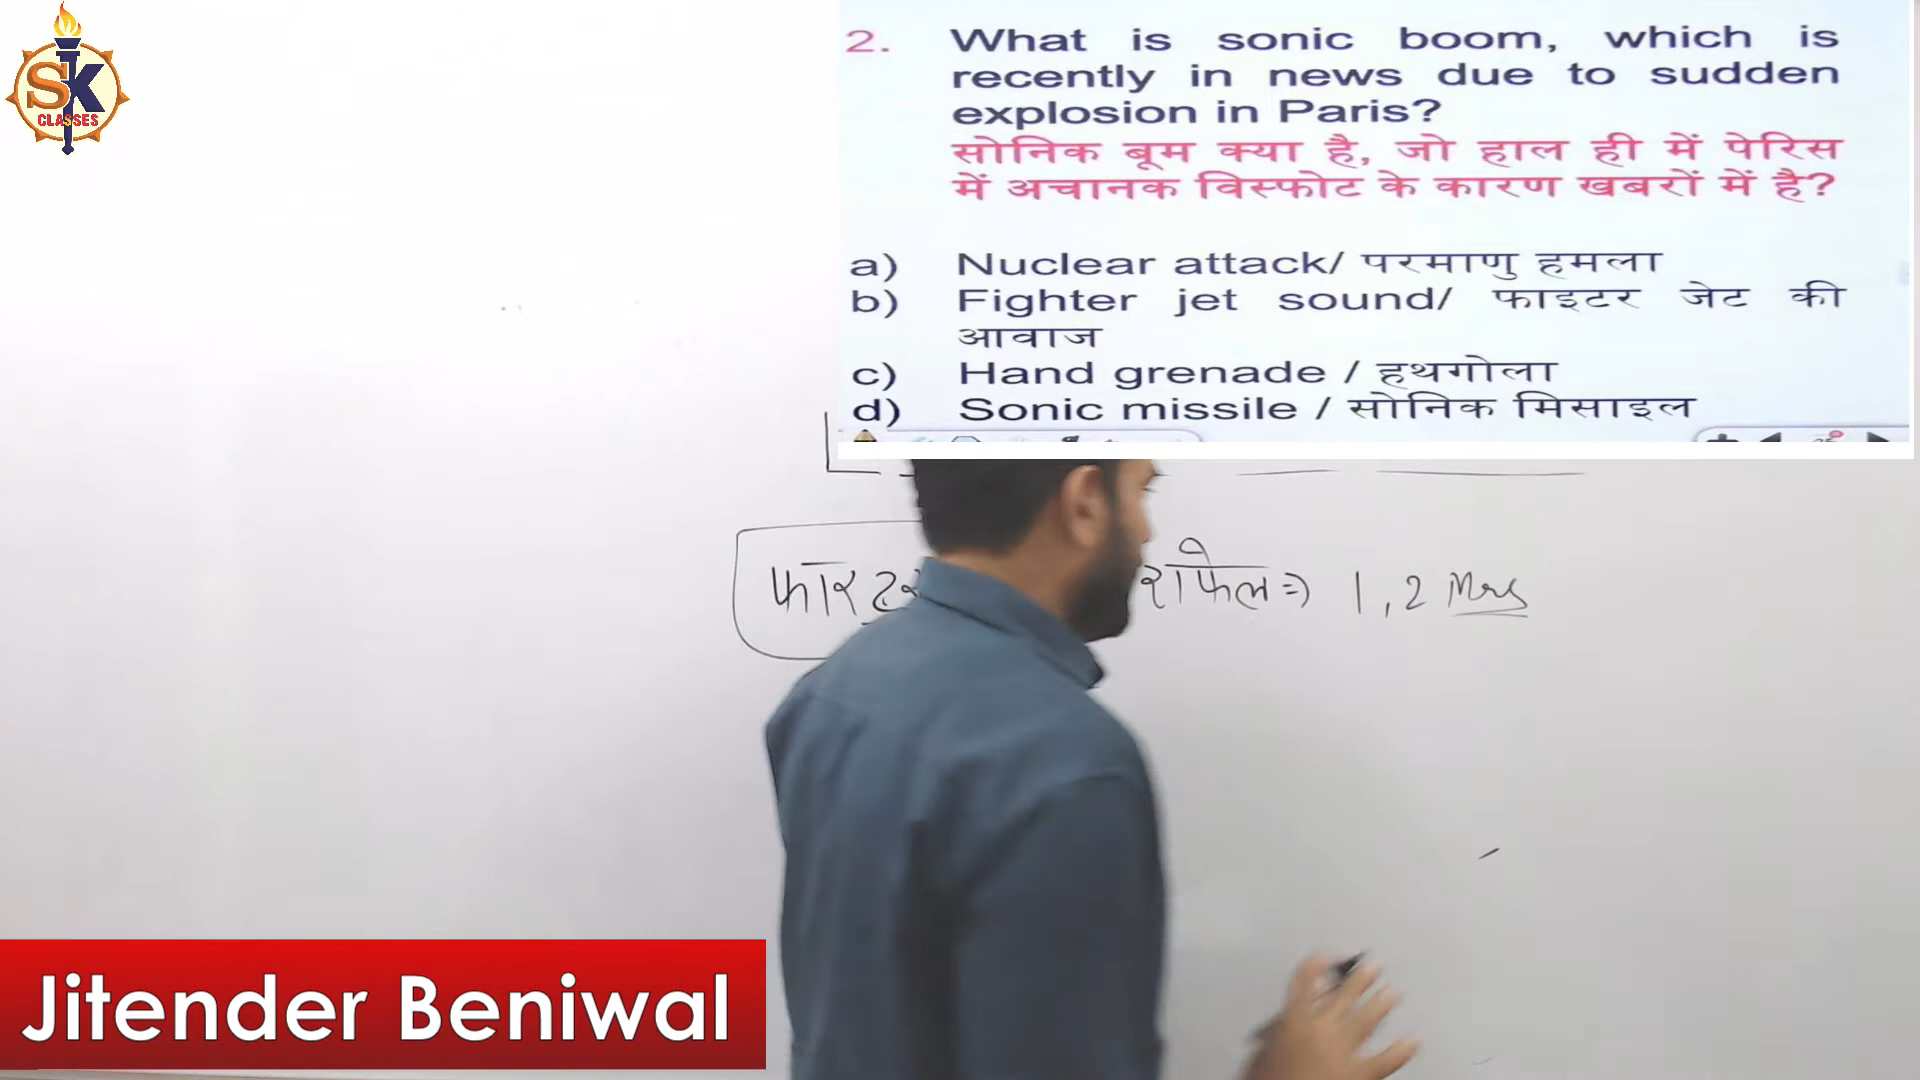 SK
CLASSES
2. What is sonic boom, which is
recently in news due to sudden
explosion in Paris?
सोनिक बूम क्या है, जो हाल ही में पेरिस
में अचानक विस्फोट के कारण खबरों में है?
a) Nuclear attack/ परमाणु हमला
b) Fighter jet sound/ फाइटर जेट की
आवाज
c) Hand grenade / हथगोला
d) Sonic missile / सोनिक मिसाइल
राफेल => 1, 2
Jitender Beniwal